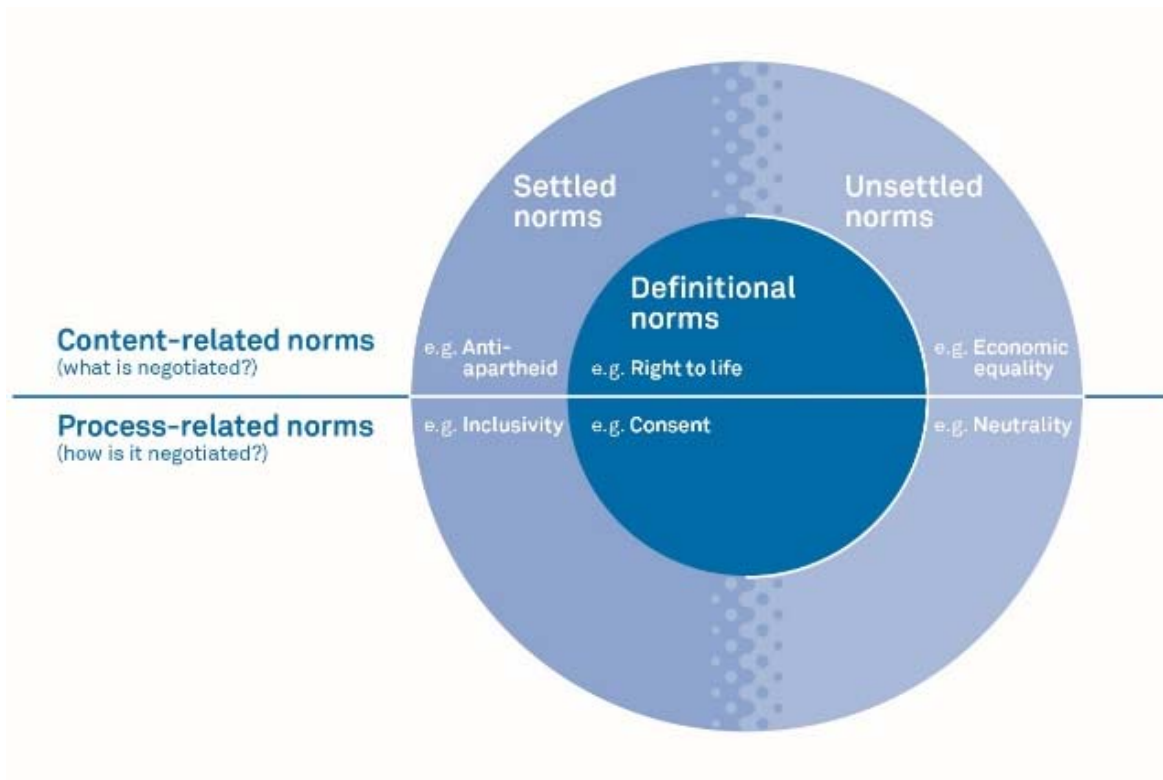 Settled
norms
Unsettled
norms
Definitional
norms
Content-related norms
(what is negotiated?)
e.g. Anti-
apartheid
e.g. Right to life
e.g. Economic
equality
Process-related norms
(how is it negotiated?)
e.g. Inclusivity
e.g. Consent
e.g. Neutrality